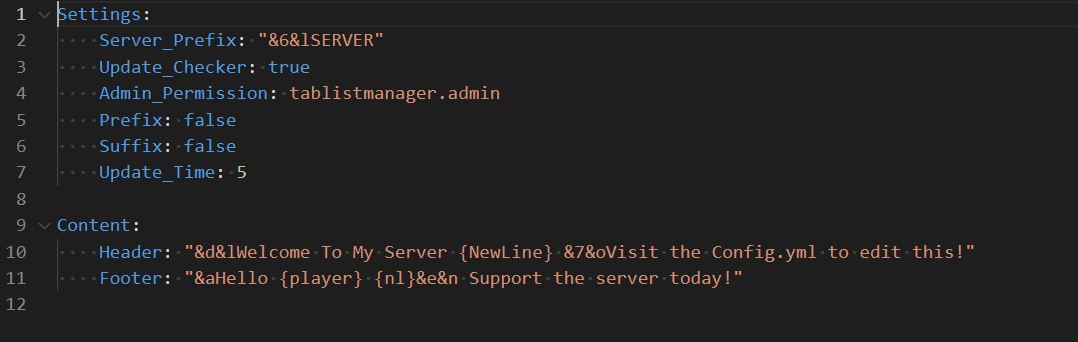 1 Settings:
2 Server_Prefix: "&6&lSERVER"
3 Update_Checker: true
4 Admin_Permission: tablistmanager.admin
5 Prefix: false
6 Suffix: false
7 Update_Time: 5
8
9 Content:
10 Header: "&d&lWelcome To My Server {NewLine} &7&oVisit the Config.yml to edit this!"
11 Footer: "&aHello {player} {nl}&e&n Support the server today!"
12